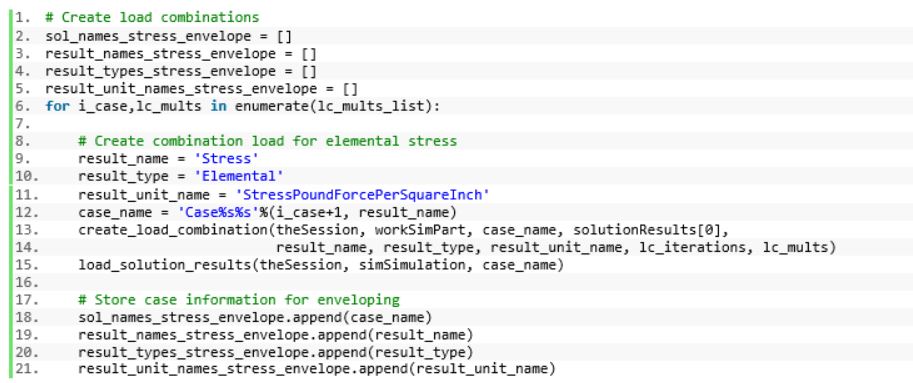 1. # Create load combinations
2. sol_names_stress_envelope = []
3. result_names_stress_envelope = []
4. result_types_stress_envelope = []
5. result_unit_names_stress_envelope = []
6. for i_case,lc_mults in enumerate(lc_mults_list):
7.
8.     # Create combination load for elemental stress
9.     result_name = 'Stress'
10.     result_type = 'Elemental'
11.     result_unit_name = 'StressPoundForcePerSquareInch'
12.     case_name = 'Case%s%s'%(i_case+1, result_name)
13.     create_load_combination(theSession, workSimPart, case_name, solutionResults[0],
14.                             result_name, result_type, result_unit_name, lc_iterations, lc_mults)
15.     load_solution_results(theSession, simSimulation, case_name)
16.
17.     # Store case information for enveloping
18.     sol_names_stress_envelope.append(case_name)
19.     result_names_stress_envelope.append(result_name)
20.     result_types_stress_envelope.append(result_type)
21.     result_unit_names_stress_envelope.append(result_unit_name)